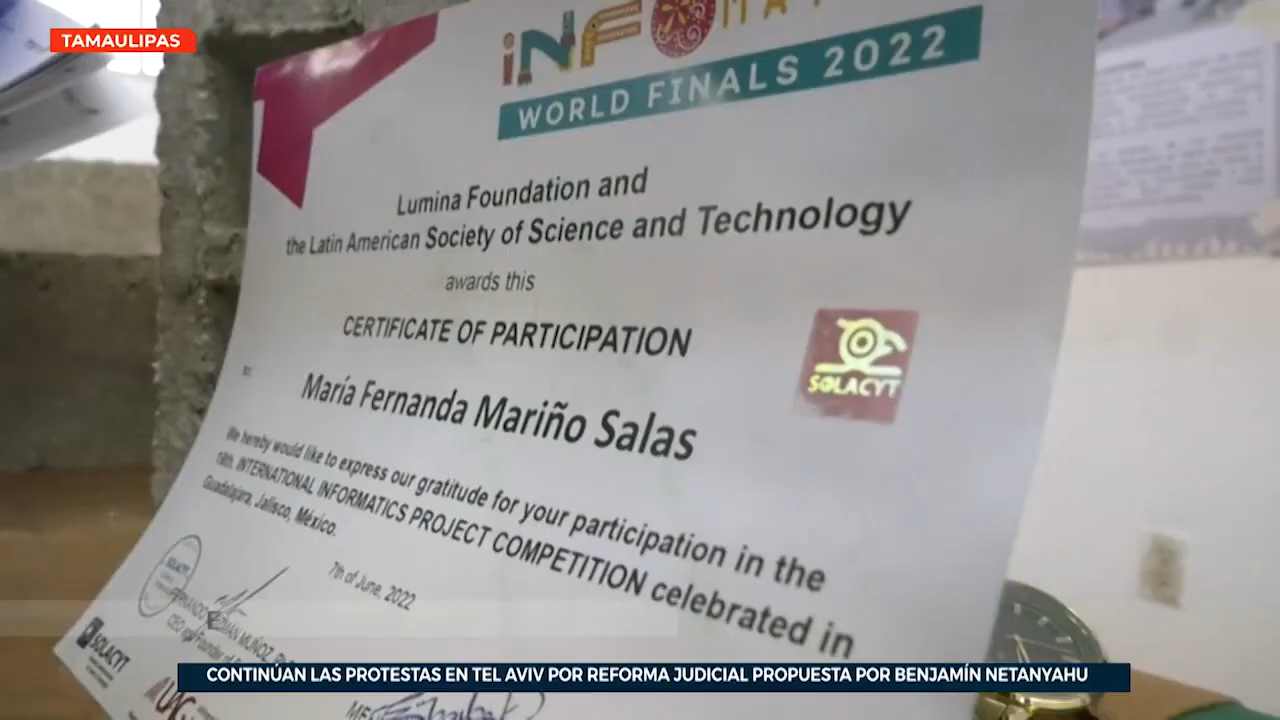 TAMAULIPAS
WORLD FINALS 2022
Lumina Foundation and
the Latin American Society of Science and Technology
awards this
CERTIFICATE OF PARTICIPATION
SOLACYT
María Fernanda Mariño Salas
We hereby would like to express our gratitude for your participation in the
18th. INTERNATIONAL INFORMATICS PROJECT COMPETITION celebrated in
Guadalajara, Jalisco, México.
7th of June, 2022
SOLACYT
CONTINÚAN LAS PROTESTAS EN TEL AVIV POR REFORMA JUDICIAL PROPUESTA POR BENJAMÍN NETANYAHU